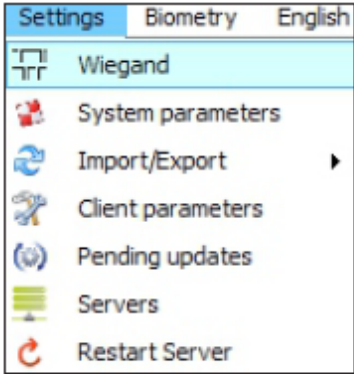 Settings Biometry English
Wiegand
System parameters
Import/Export
Client parameters
Pending updates
Servers
Restart Server